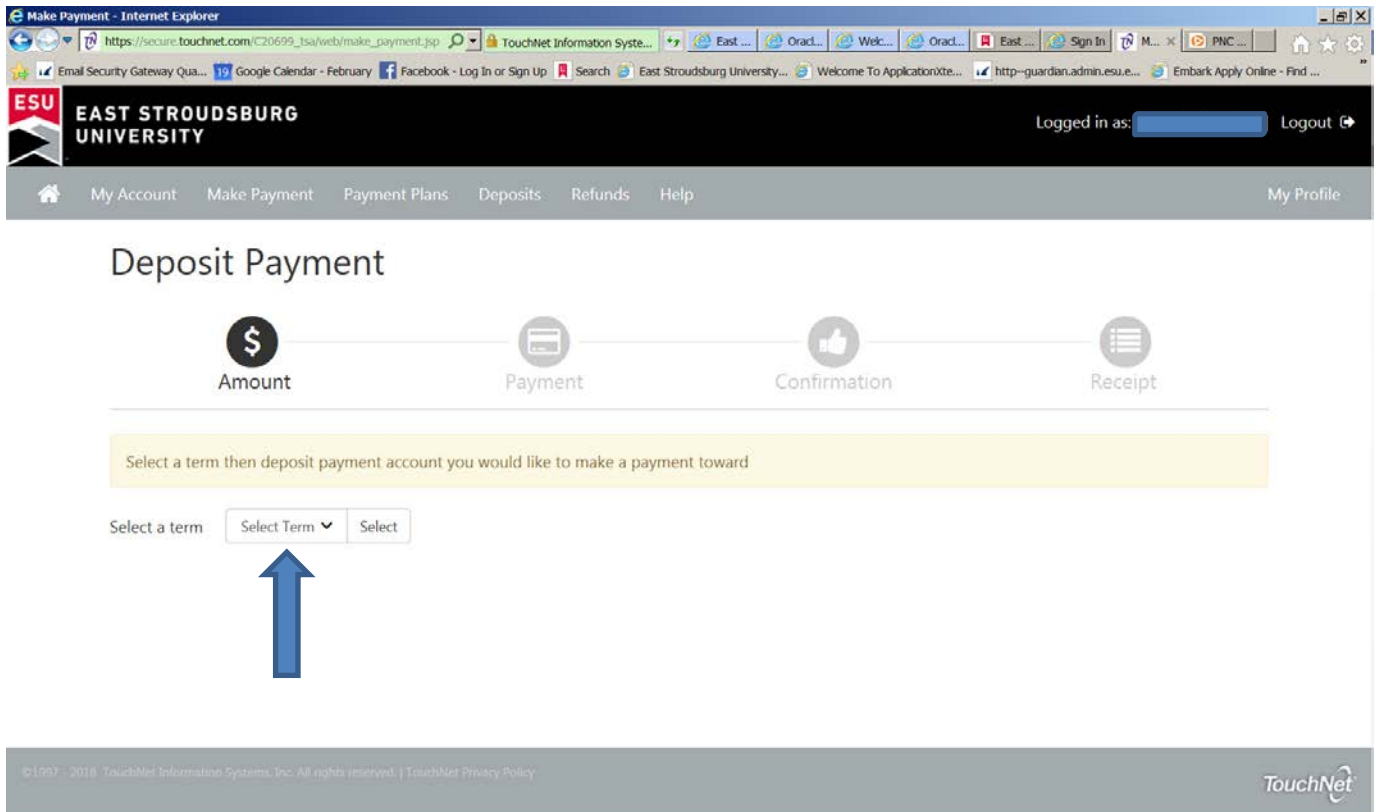 Make Payment - Internet Explorer
https://secure.touchnet.com/C20699_tsa/web/make_payment.jsp TouchNet Information Syste... East ... Oracl... Welc... Oracl... East ... Sign In M... PNC ...
Email Security Gateway Qua... 19 Google Calendar - February Facebook - Log In or Sign Up Search East Stroudsburg University... Welcome To ApplicationXte... http--guardian.admin.esu.e... Embark Apply Online - Find ...
ESU
EAST STROUDSBURG
UNIVERSITY
Logged in as: Logout
My Account Make Payment Payment Plans Deposits Refunds Help My Profile
Deposit Payment
$
Amount Payment Confirmation Receipt
Select a term then deposit payment account you would like to make a payment toward
Select a term Select Term Select
©1997 - 2018 TouchNet Information Systems, Inc. All rights reserved. | TouchNet Privacy Policy
TouchNet